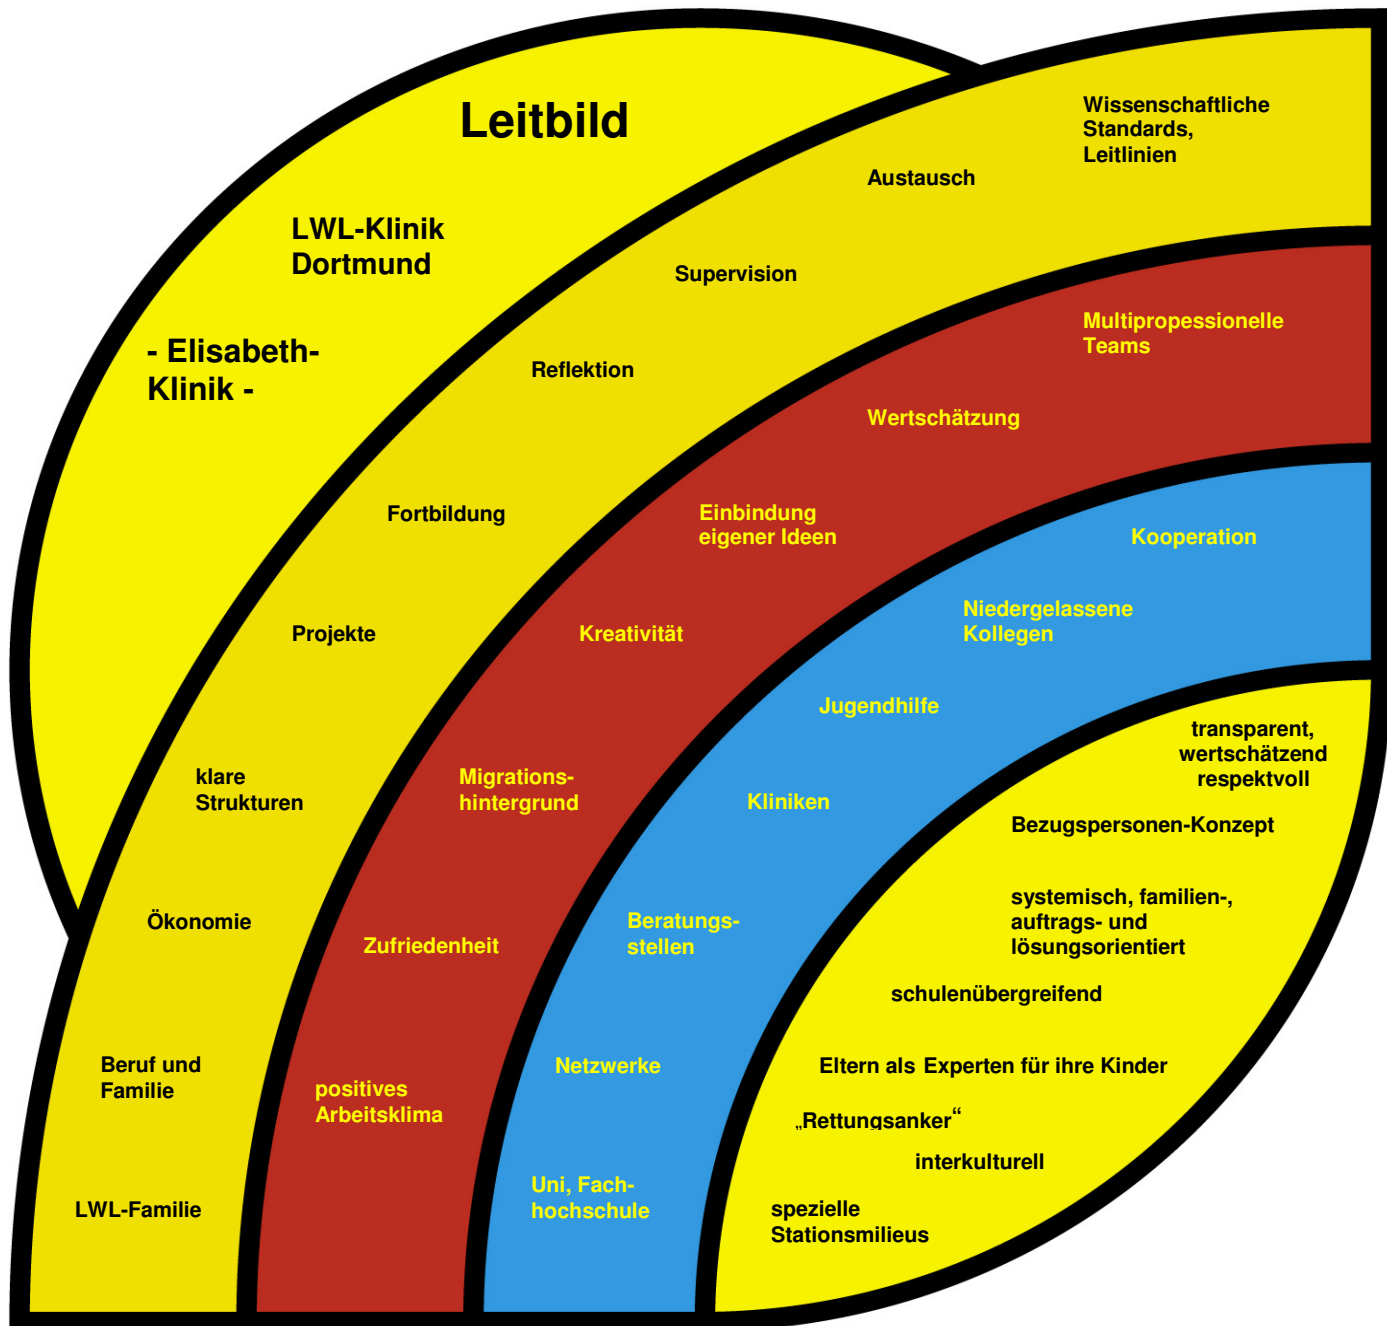 Leitbild
LWL-Klinik
Dortmund
- Elisabeth-
Klinik -
Wissenschaftliche
Standards,
Leitlinien
Austausch
Supervision
Reflektion
Fortbildung
Projekte
klare
Strukturen
Ökonomie
Beruf und
Familie
LWL-Familie
Multipropessionelle
Teams
Wertschätzung
Einbindung
eigener Ideen
Kreativität
Migrations-
hintergrund
Zufriedenheit
positives
Arbeitsklima
Kooperation
Niedergelassene
Kollegen
Jugendhilfe
Kliniken
Beratungs-
stellen
Netzwerke
Uni, Fach-
hochschule
transparent,
wertschätzend
respektvoll
Bezugspersonen-Konzept
systemisch, familien-,
auftrags- und
lösungsorientiert
schulenübergreifend
Eltern als Experten für ihre Kinder
„Rettungsanker“
interkulturell
spezielle
Stationsmilieus